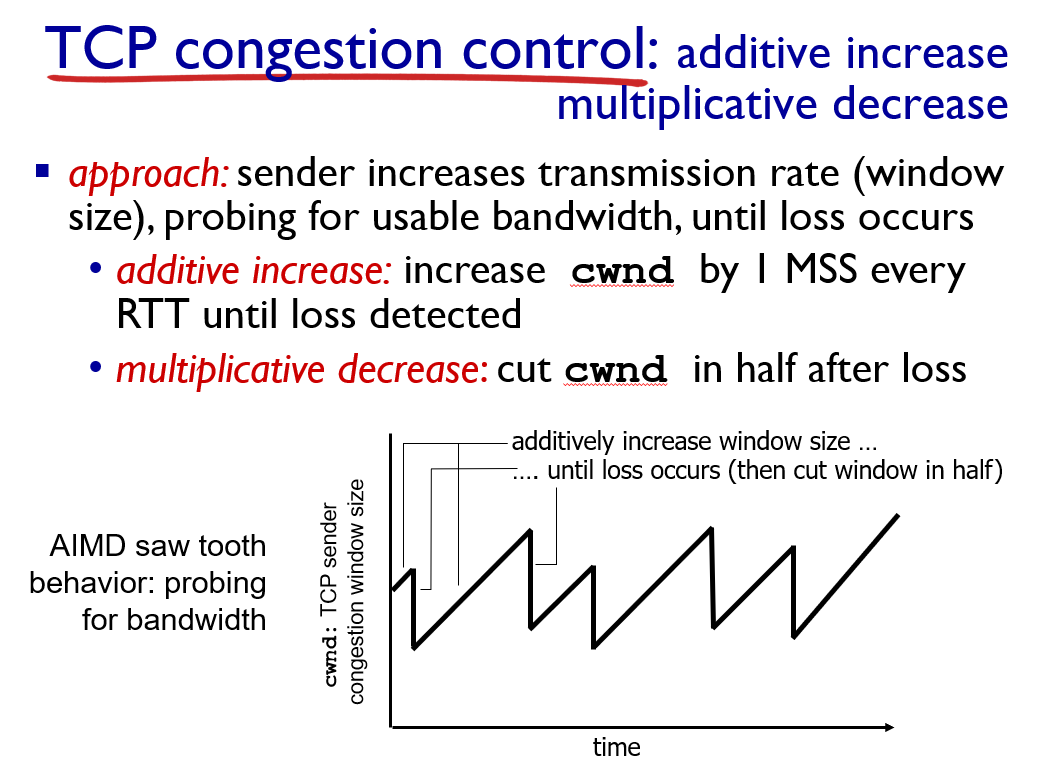 TCP congestion control: additive increase
multiplicative decrease
approach: sender increases transmission rate (window
size), probing for usable bandwidth, until loss occurs
additive increase: increase cwnd by 1 MSS every
RTT until loss detected
multiplicative decrease: cut cwnd in half after loss
additively increase window size …
…. until loss occurs (then cut window in half)
AIMD saw tooth
behavior: probing
for bandwidth
cwnd: TCP sender
congestion window size
time